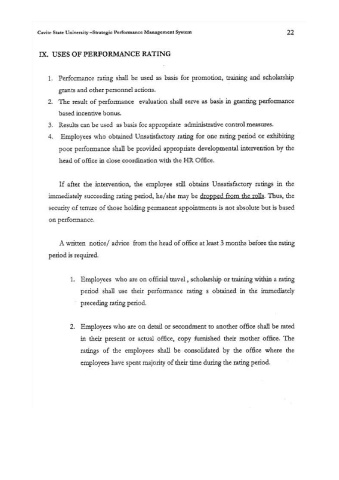 Cavite State University –Strategic Performance Management System 22
IX. USES OF PERFORMANCE RATING
1. Performance rating shall be used as basis for promotion, training and scholarship
grants and other personnel actions.
2. The result of performance evaluation shall serve as basis in granting performance
based incentive bonus.
3. Results can be used as basis for appropriate administrative control measures.
4. Employees who obtained Unsatisfactory rating for one rating period or exhibiting
poor performance shall be provided appropriate developmental intervention by the
head of office in close coordination with the HR Office.
If after the intervention, the employee still obtains Unsatisfactory ratings in the
immediately succeeding rating period, he/she may be dropped from the rolls. Thus, the
security of tenure of those holding permanent appointments is not absolute but is based
on performance.
A written notice/ advice from the head of office at least 3 months before the rating
period is required.
1. Employees who are on official travel , scholarship or training within a rating
period shall use their performance rating s obtained in the immediately
preceding rating period.
2. Employees who are on detail or secondment to another office shall be rated
in their present or actual office, copy furnished their mother office. The
ratings of the employees shall be consolidated by the office where the
employees have spent majority of their time during the rating period.